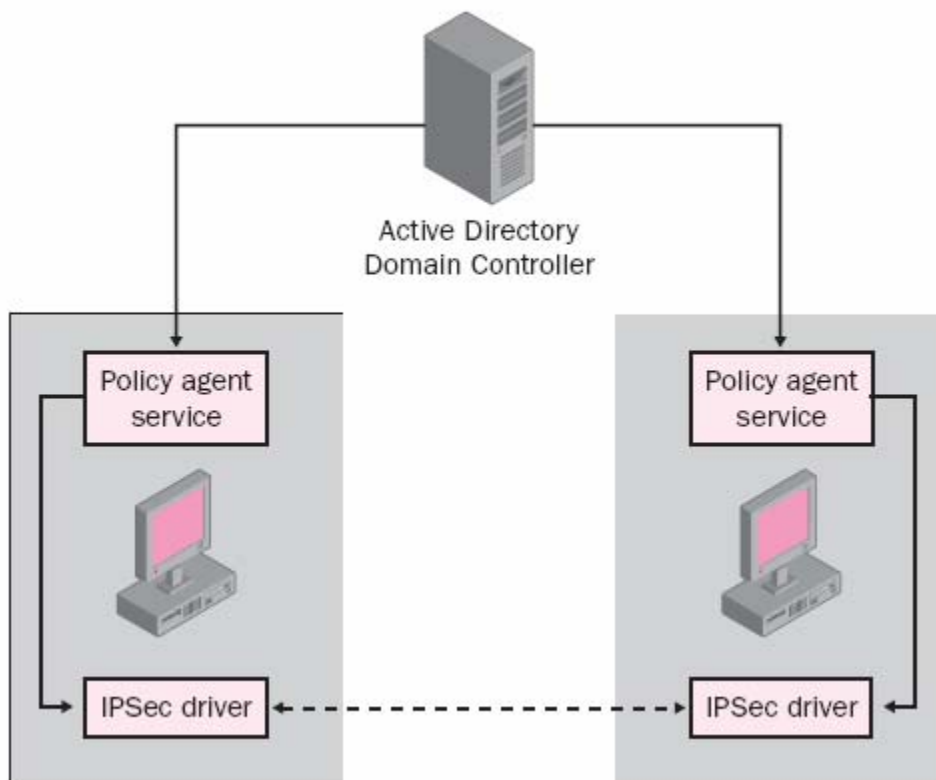 Active Directory
Domain Controller
Policy agent
service
Policy agent
service
IPSec driver
IPSec driver